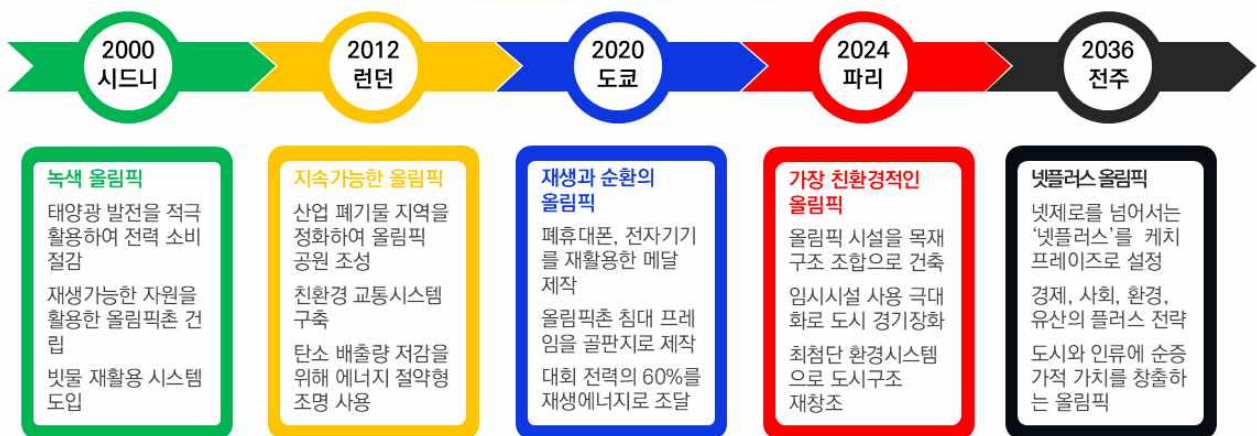 2000
시드니
2012
런던
2020
도쿄
2024
파리
2036
전주
녹색 올림픽
태양광 발전을 적극
활용하여 전력 소비
절감
재생가능한 자원을
활용한 올림픽촌 건
립
빗물 재활용 시스템
도입
지속가능한 올림픽
산업 폐기물 지역을
정화하여 올림픽
공원 조성
친환경 교통시스템
구축
탄소 배출량 저감을
위해 에너지 절약형
조명 사용
재생과 순환의
올림픽
폐휴대폰, 전자기기
를 재활용한 메달
제작
올림픽촌 침대 프레
임을 골판지로 제작
대회 전력의 60%를
재생에너지로 조달
가장 친환경적인
올림픽
올림픽 시설을 목재
구조 조합으로 건축
임시시설 사용 극대
화로 도시 경기장화
최첨단 환경시스템
으로 도시구조
재창조
넷플러스 올림픽
넷제로를 넘어서는
‘넷플러스’를 케치
프레이즈로 설정
경제, 사회, 환경,
유산의 플러스 전략
도시와 인류에 순증
가적 가치를 창출하
는 올림픽